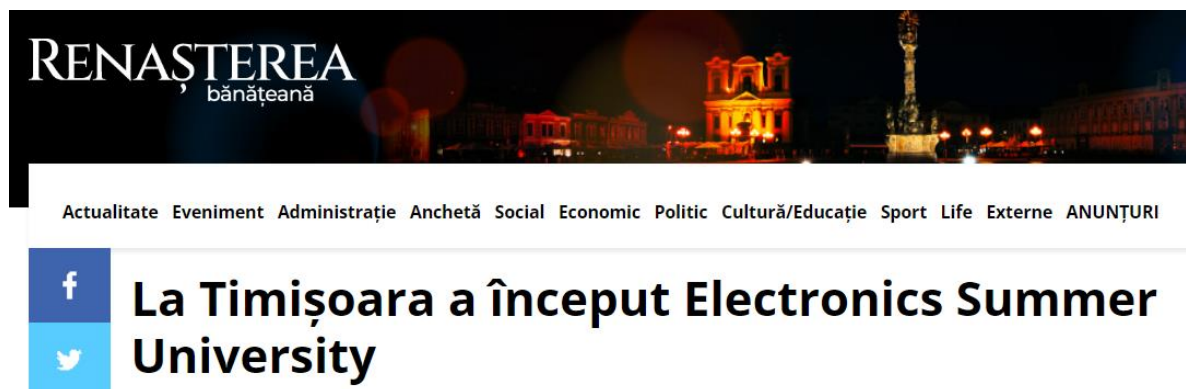 RENAȘTEREA
bănățeană
Actualitate Eveniment Administrație Anchetă Social Economic Politic Cultură/Educație Sport Life Externe ANUNȚURI
La Timișoara a început Electronics Summer
University